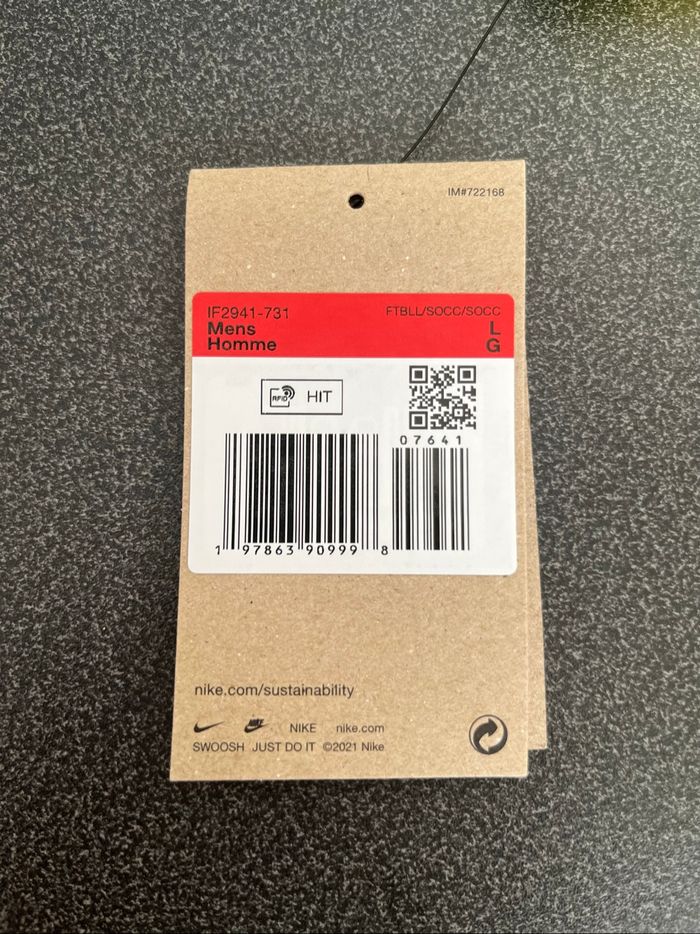 IM#722168
IF2941-731 FTBLL/SOCC/SOCC
Mens L
Homme G
RFID HIT
07641
1 97863 90999 8
nike.com/sustainability
NIKE nike.com
SWOOSH JUST DO IT ©2021 Nike